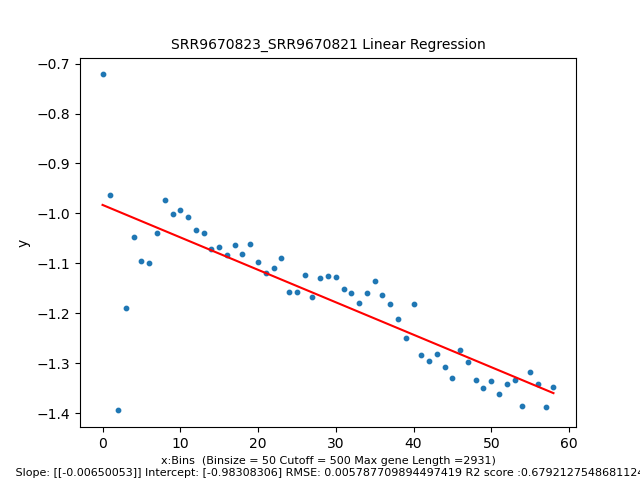 SRR9670823_SRR9670821 Linear Regression
−0.7
−0.8
−0.9
−1.0
−1.1
−1.2
−1.3
−1.4
y
0 10 20 30 40 50 60
x:Bins (Binsize = 50 Cutoff = 500 Max gene Length =2931)
Slope: [[-0.00650053]] Intercept: [-0.98308306] RMSE: 0.005787709894497419 R2 score :0.6792127548681124